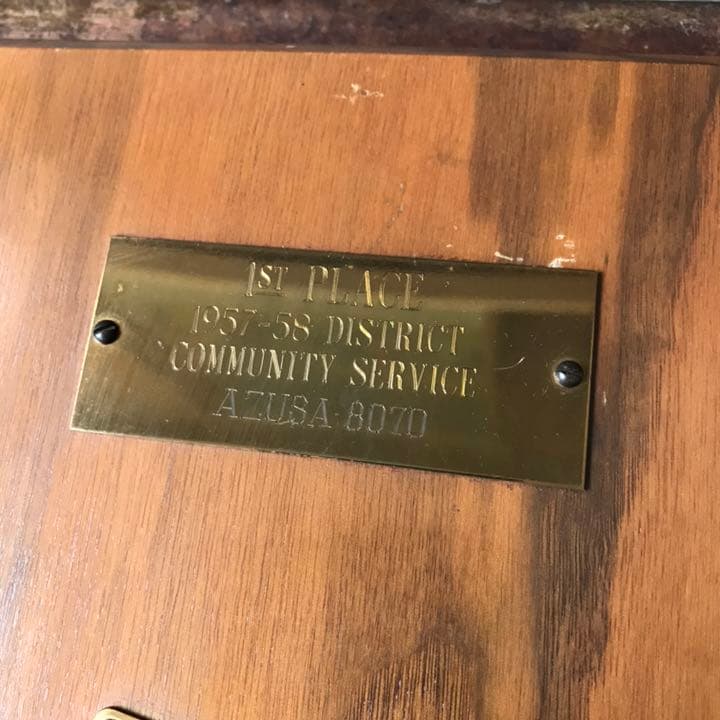 1ST PLACE
1957-58 DISTRICT
COMMUNITY SERVICE
AZUSA 8070